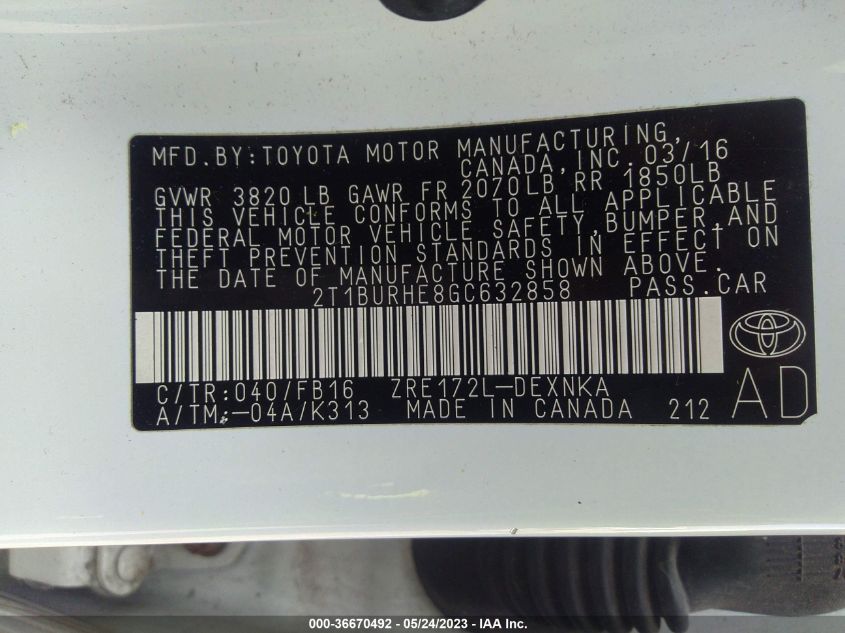 MFD.BY:TOYOTA MOTOR MANUFACTURING,
CANADA,INC.03/16
GVWR 3820 LB GAWR FR 2070LB RR 1850LB
THIS VEHICLE CONFORMS TO ALL APPLICABLE
FEDERAL MOTOR VEHICLE SAFETY,BUMPER,AND
THEFT PREVENTION STANDARDS IN EFFECT ON
THE DATE OF MANUFACTURE SHOWN ABOVE.
2T1BURHE8GC632858 PASS.CAR
C/TR:040/FB16 ZRE172L-DEXNKA
A/TM:-04A/K313 MADE IN CANADA 212
AD
000-36670492 - 05/24/2023 - IAA Inc.